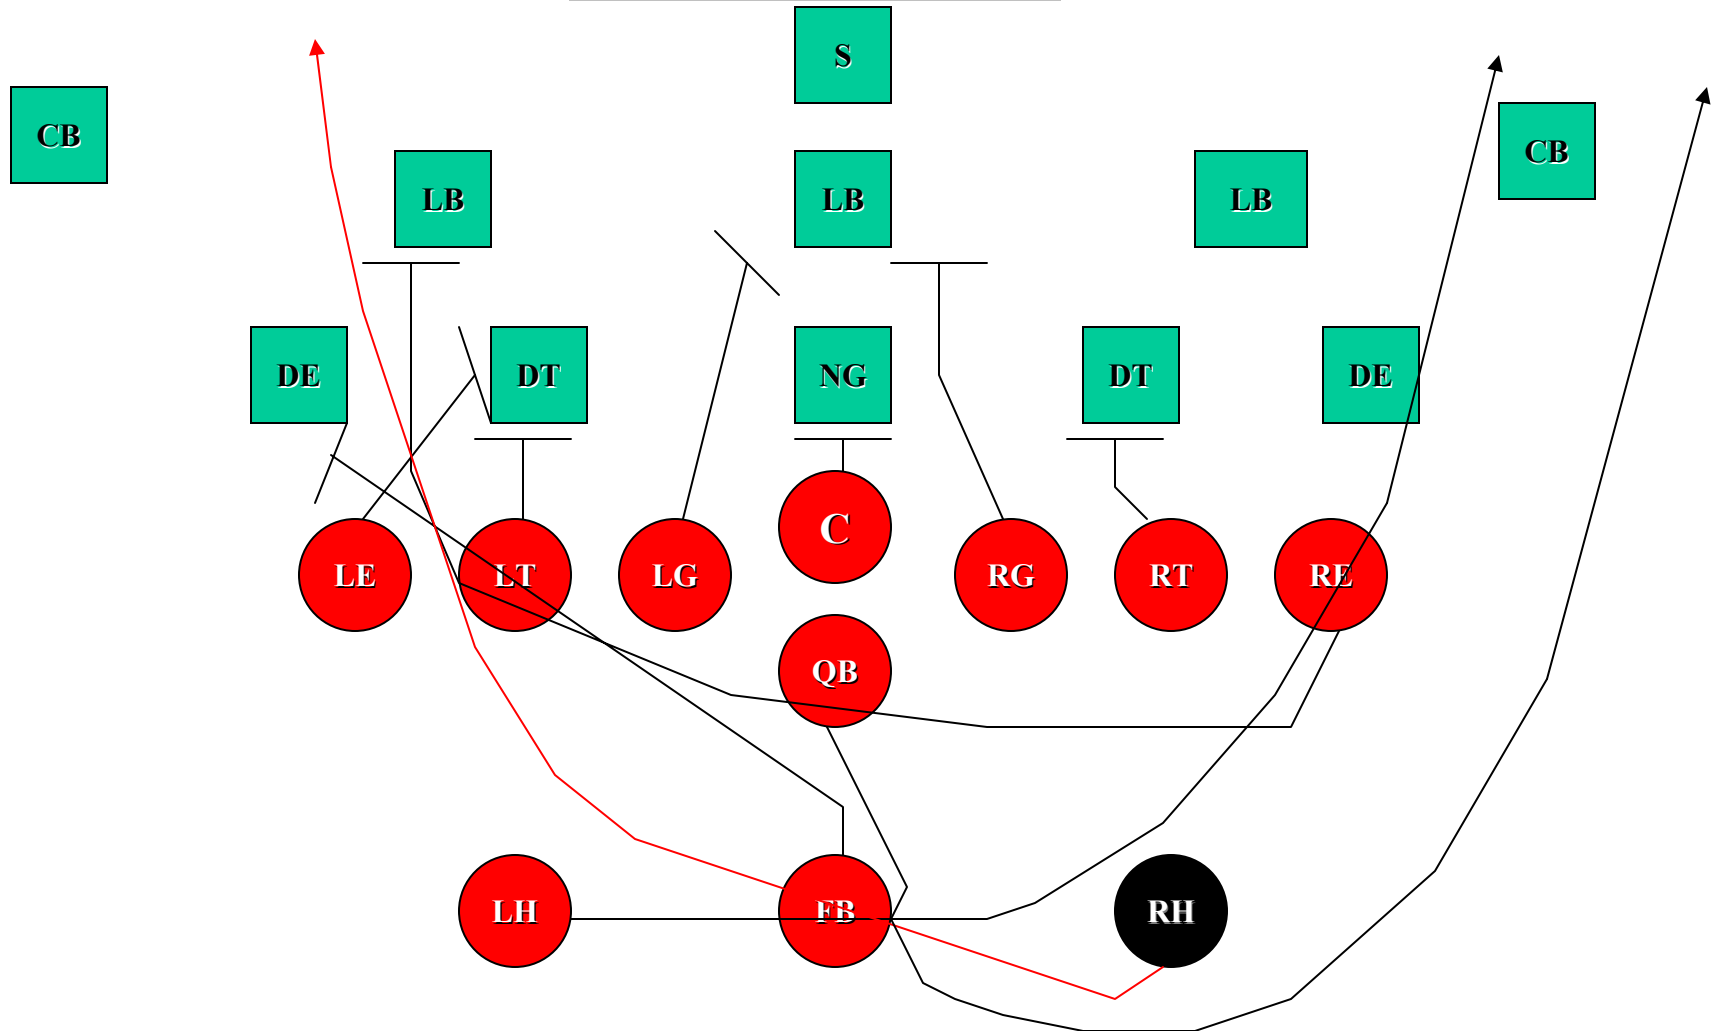 S
CB
CB
LB
LB
LB
DE
DT
NG
DT
DE
C
LE
LT
LG
RG
RT
RE
QB
LH
FB
RH